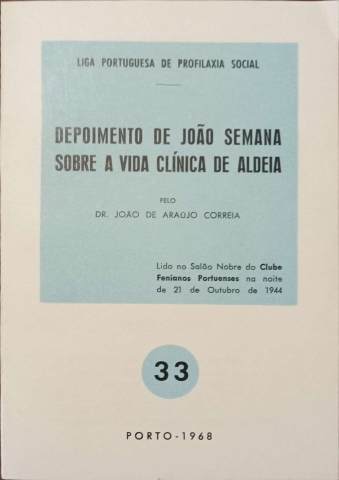 LIGA PORTUGUESA DE PROFILAXIA SOCIAL
DEPOIMENTO DE JOÃO SEMANA
SOBRE A VIDA CLÍNICA DE ALDEIA
PELO
DR. JOÃO DE ARAÚJO CORREIA
Lido no Salão Nobre do Clube
Fenianos Portuenses na noite
de 21 de Outubro de 1944
33
PORTO-1968